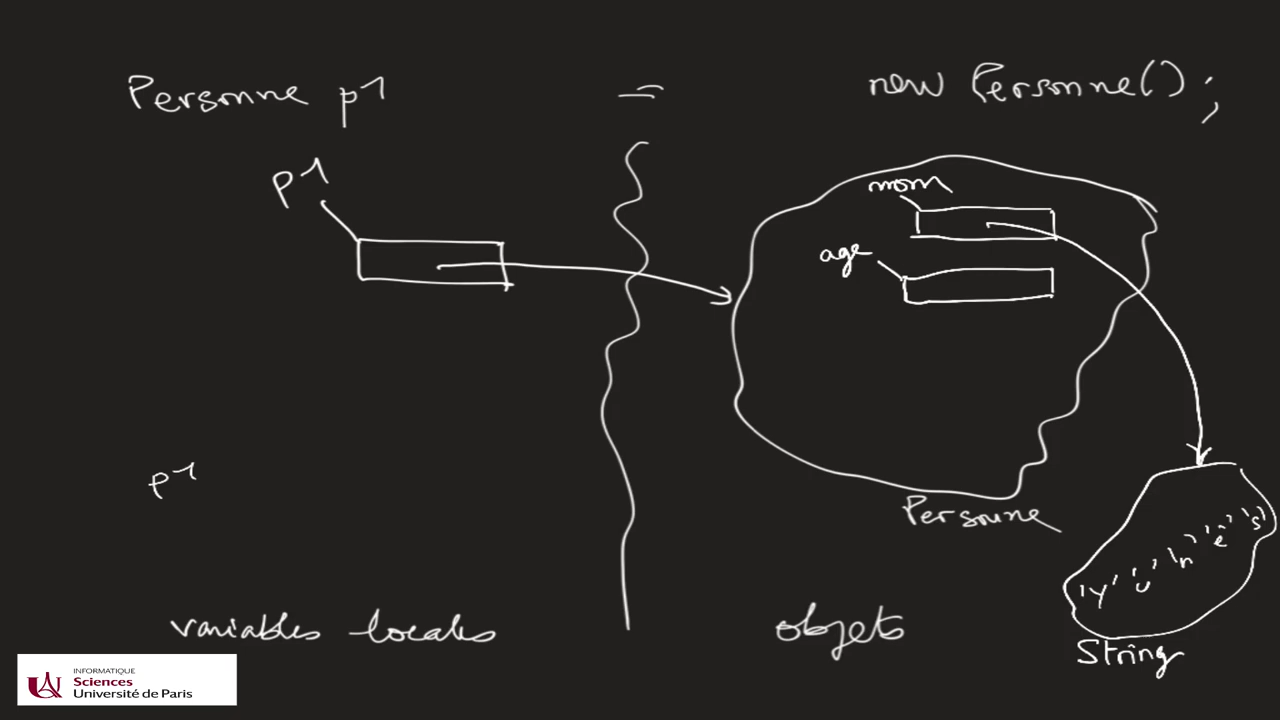 Personne p1 = new Personne();
p1
nom
age
p1
Personne
'y' 'u' 'n' 'e' 's'
variables locales
objets
String
INFORMATIQUE
Sciences
Université de Paris